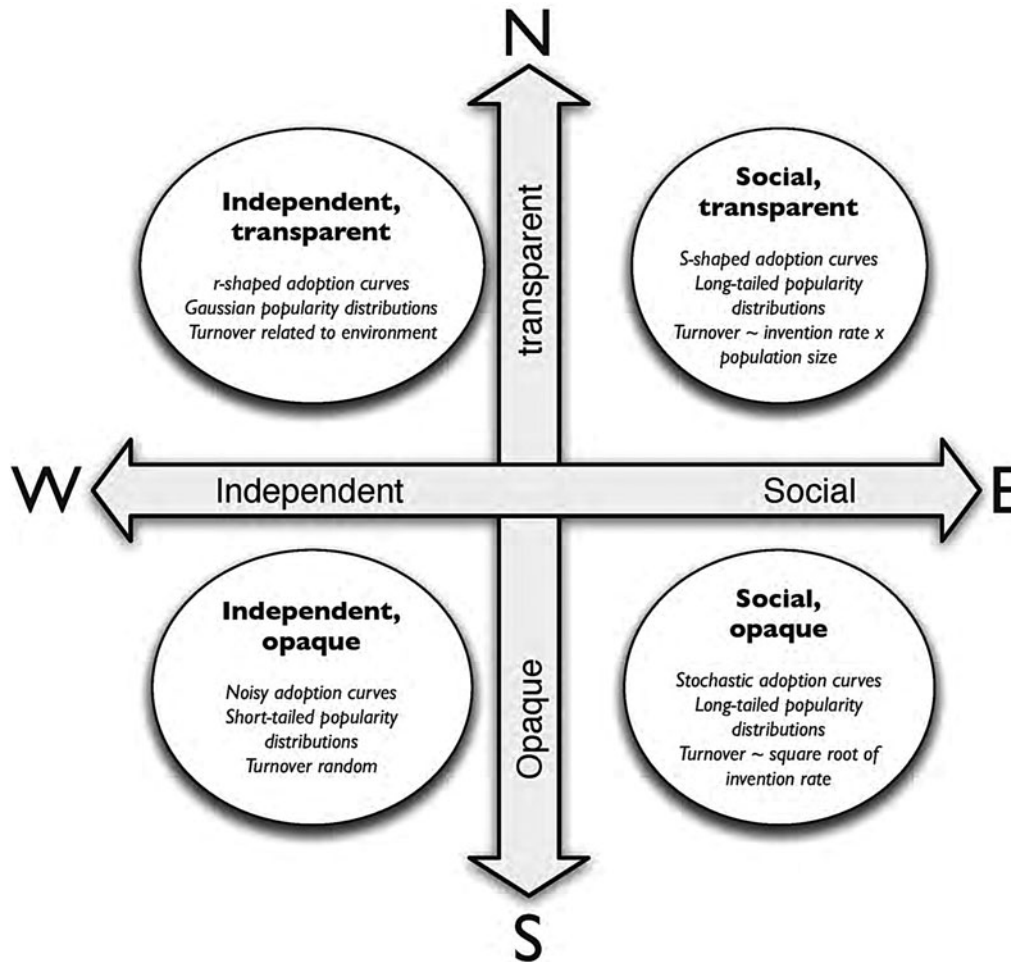 N
Independent,
transparent
r-shaped adoption curves
Gaussian popularity distributions
Turnover related to environment
transparent
Social,
transparent
S-shaped adoption curves
Long-tailed popularity
distributions
Turnover ~ invention rate x
population size
W
Independent
Social
E
Independent,
opaque
Noisy adoption curves
Short-tailed popularity
distributions
Turnover random
Opaque
Social,
opaque
Stochastic adoption curves
Long-tailed popularity
distributions
Turnover ~ square root of
invention rate
S